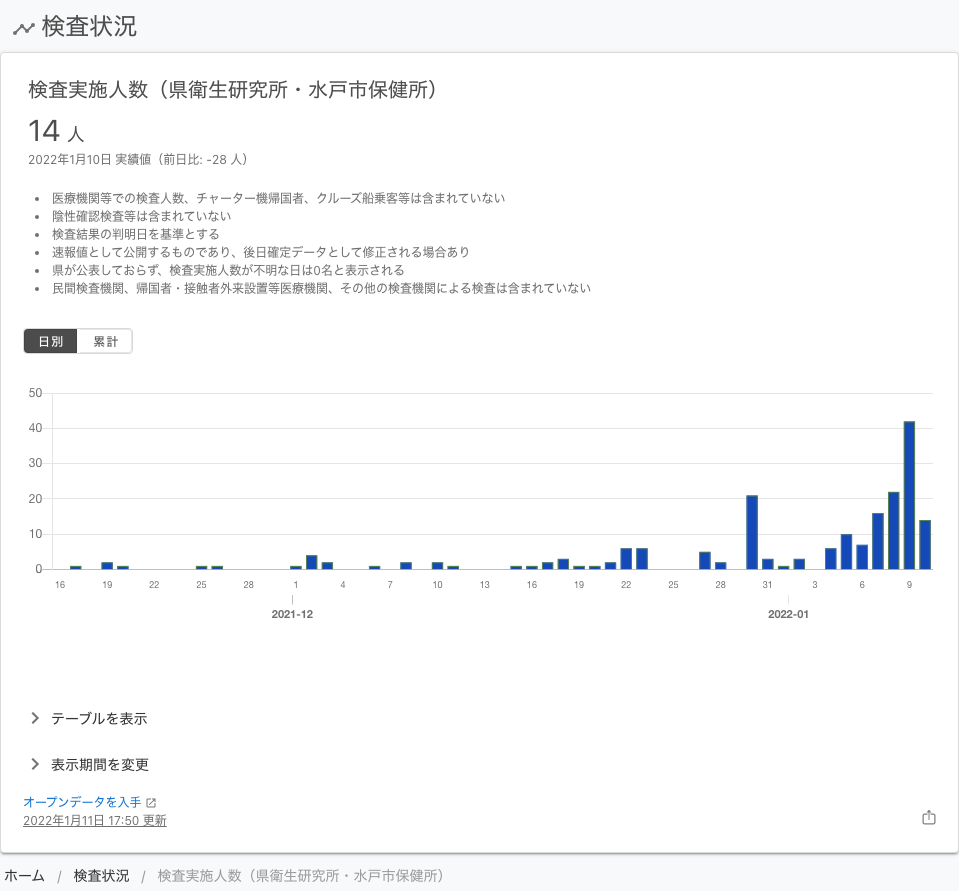 検査状況
検査実施人数（県衛生研究所・水戸市保健所）
14 人
2022年1月10日 実績値（前日比: -28 人）
• 医療機関等での検査人数、チャーター機帰国者、クルーズ船乗客等は含まれていない
• 陰性確認検査等は含まれていない
• 検査結果の判明日を基準とする
• 速報値として公開するものであり、後日確定データとして修正される場合あり
• 県が公表しておらず、検査実施人数が不明な日は0名と表示される
• 民間検査機関、帰国者・接触者外来設置等医療機関、その他の検査機関による検査は含まれていない
日別 累計
50
40
30
20
10
0
16 19 22 25 28 1 4 7 10 13 16 19 22 25 28 31 3 6 9
2021-12 2022-01
テーブルを表示
表示期間を変更
オープンデータを入手
2022年1月11日 17:50 更新
ホーム / 検査状況 / 検査実施人数（県衛生研究所・水戸市保健所）